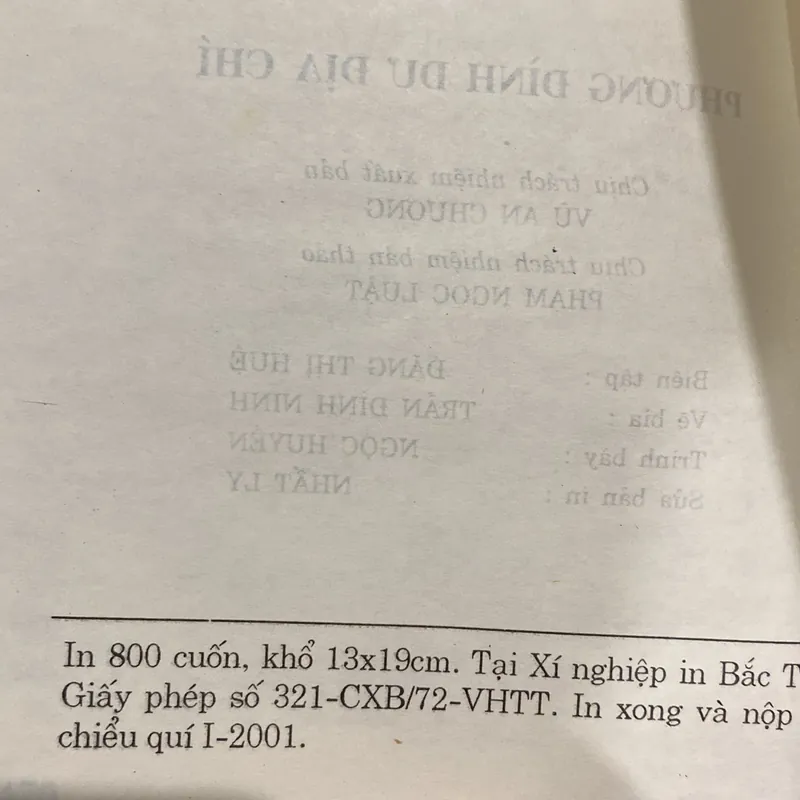 PHƯƠNG ĐÌNH DƯ ĐỊA CHÍ
Chịu trách nhiệm xuất bản
VŨ AN CHƯƠNG
Chịu trách nhiệm bản thảo
PHẠM NGỌC LUẬT
Biên tập : ĐẶNG THỊ HUỆ
Vẽ bìa : TRẦN ĐÌNH NINH
Trình bày : NGỌC HUYỀN
Sửa bản in : NHẤT LY
In 800 cuốn, khổ 13x19cm. Tại Xí nghiệp in Bắc T
Giấy phép số 321-CXB/72-VHTT. In xong và nộp
chiểu quí I-2001.